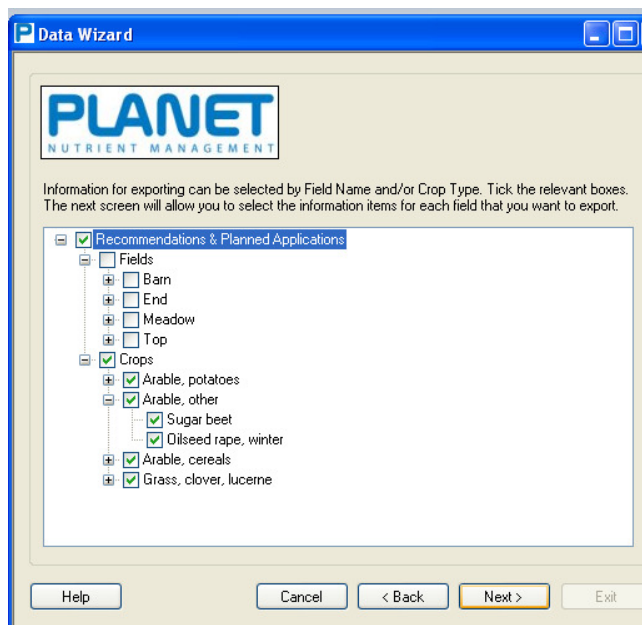 Data Wizard
PLANET
NUTRIENT MANAGEMENT
Information for exporting can be selected by Field Name and/or Crop Type. Tick the relevant boxes.
The next screen will allow you to select the information items for each field that you want to export.
Recommendations & Planned Applications
Fields
Barn
End
Meadow
Top
Crops
Arable, potatoes
Arable, other
Sugar beet
Oilseed rape, winter
Arable, cereals
Grass, clover, lucerne
Help
Cancel
< Back
Next >
Exit